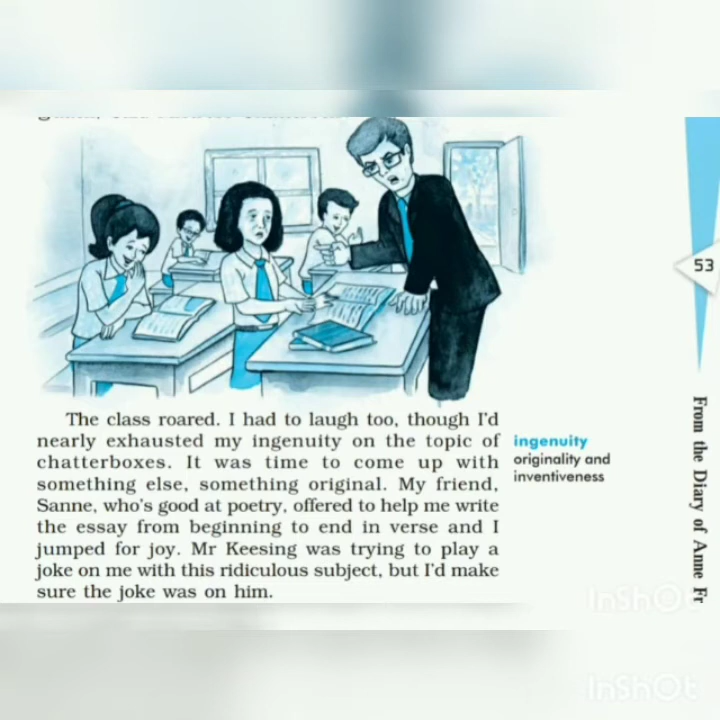 The class roared. I had to laugh too, though I'd
nearly exhausted my ingenuity on the topic of
chatterboxes. It was time to come up with
something else, something original. My friend,
Sanne, who's good at poetry, offered to help me write
the essay from beginning to end in verse and I
jumped for joy. Mr Keesing was trying to play a
joke on me with this ridiculous subject, but I'd make
sure the joke was on him.
ingenuity
originality and
inventiveness
53
From the Diary of Anne Fr
InShOt
InShOt